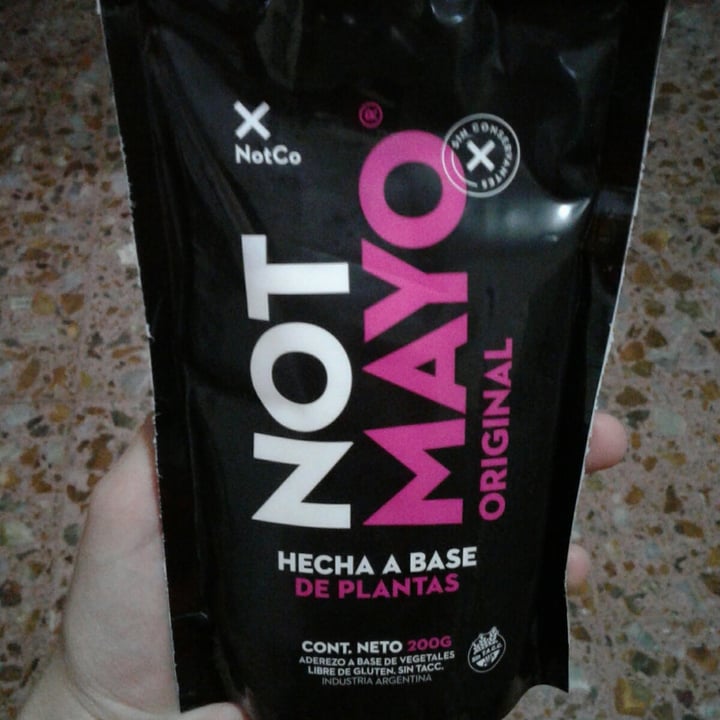 NotCo
SIN CONSERVANTES
NOT
MAYO
ORIGINAL
HECHA A BASE
DE PLANTAS
CONT. NETO 200G
ADEREZO A BASE DE VEGETALES
LIBRE DE GLUTEN. SIN TACC.
INDUSTRIA ARGENTINA
SIN T.A.C.C.